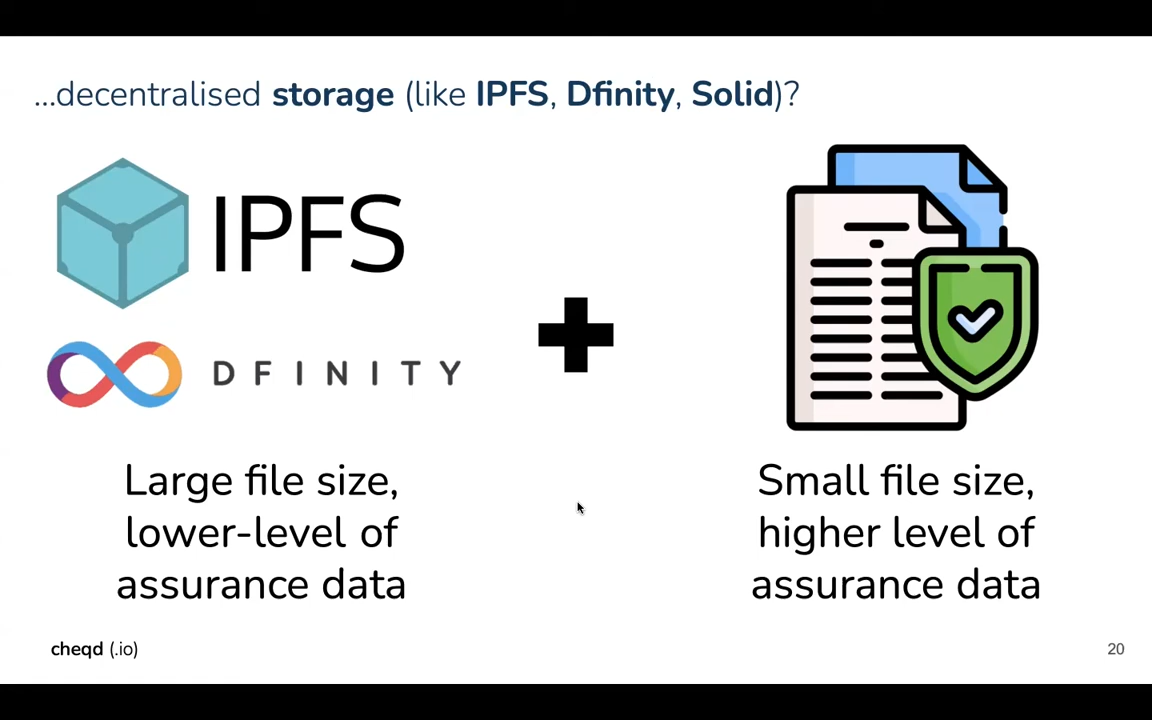 ...decentralised storage (like IPFS, Dfinity, Solid)?
IPFS
DFINITY
Large file size,
lower-level of
assurance data
Small file size,
higher level of
assurance data
cheqd (.io)
20